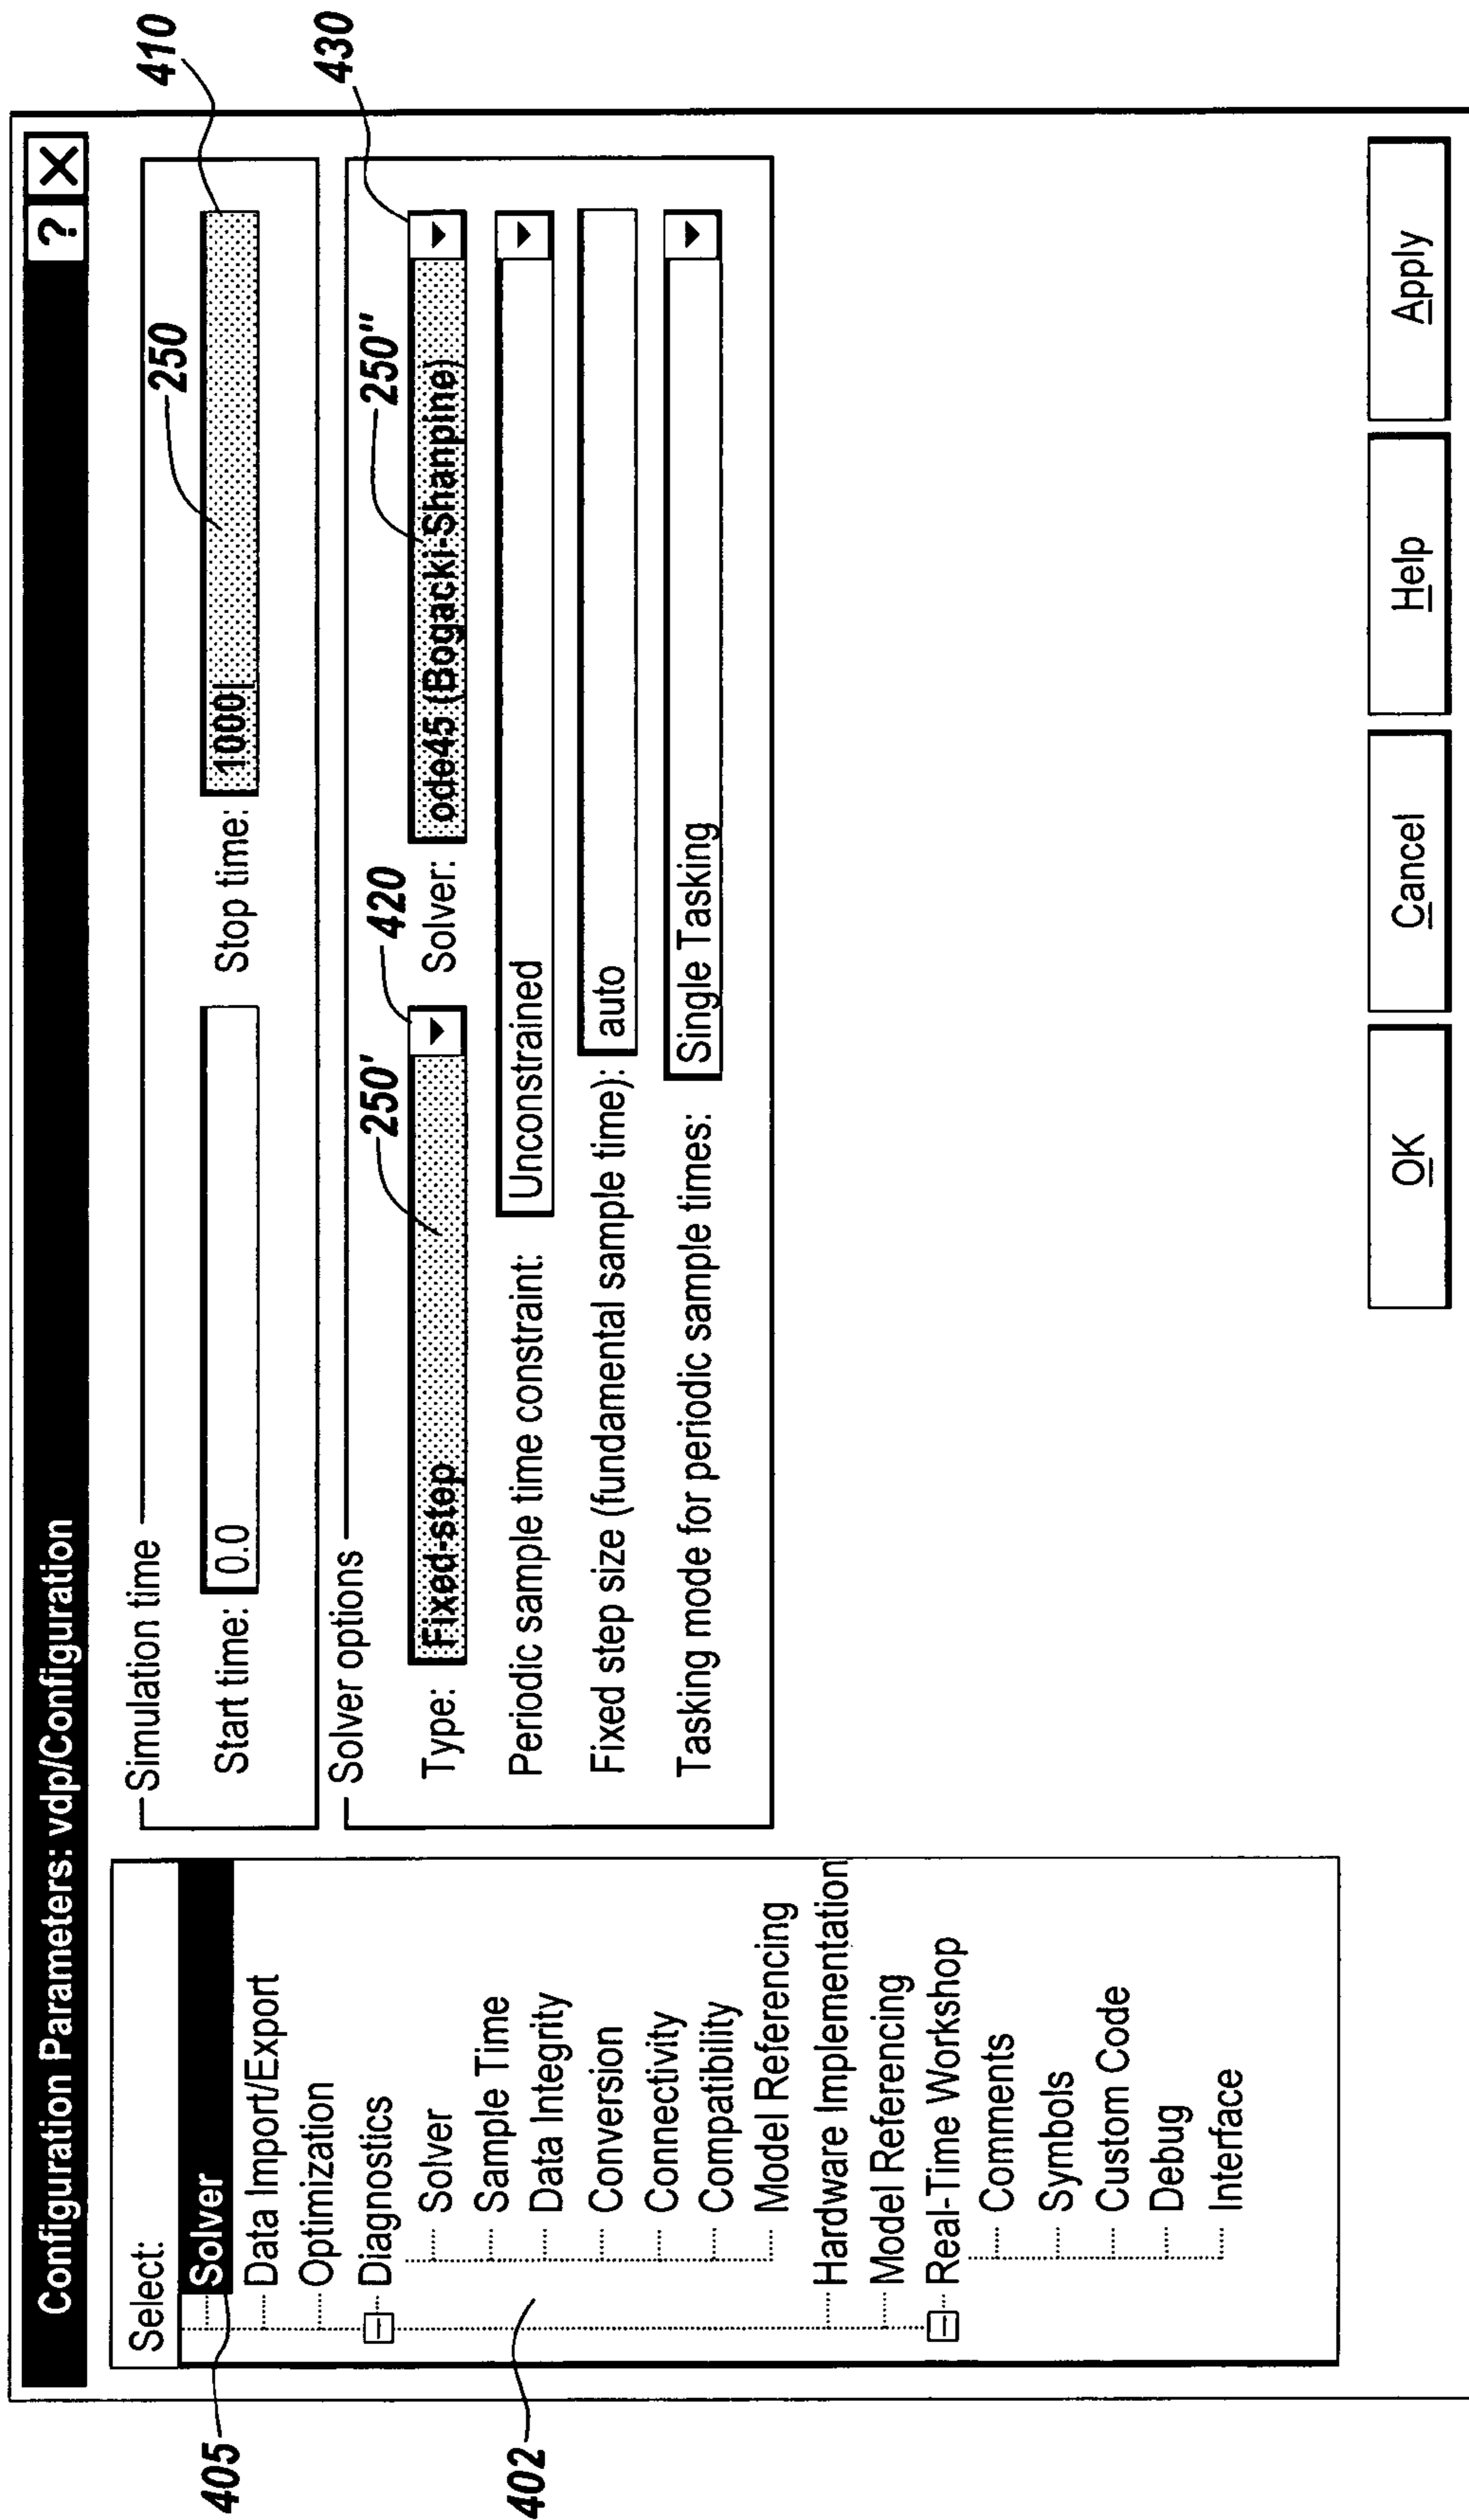 Configuration Parameters: vdp/Configuration ? X
Select:
Solver
Data Import/Export
Optimization
Diagnostics
Solver
Sample Time
Data Integrity
Conversion
Connectivity
Compatibility
Model Referencing
Hardware Implementation
Model Referencing
Real-Time Workshop
Comments
Symbols
Custom Code
Debug
Interface
405
402
Simulation time
Start time: 0.0 Stop time: 1000
250
410
Solver options
Type: Fixed-step Solver: ode45 (Bogacki-Shanpine)
250' 420 250" 430
Periodic sample time constraint: Unconstrained
Fixed step size (fundamental sample time): auto
Tasking mode for periodic sample times: Single Tasking
OK Cancel Help Apply